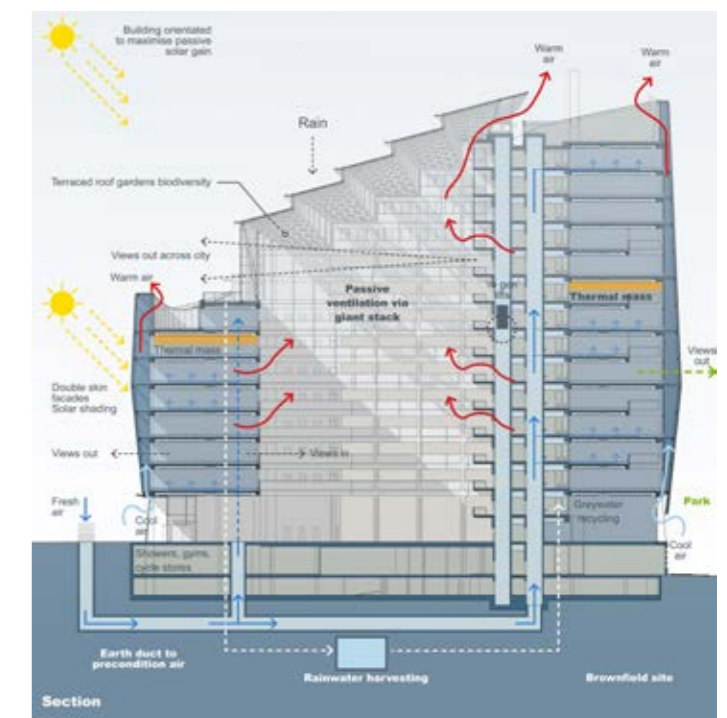 Building orientated
to maximise passive
solar gain
Warm
air
Warm
air
Rain
Terraced roof gardens biodiversity
Views out across city
Warm air
Passive
ventilation via
giant stack
Thermal mass
Thermal mass
Views
out
Double skin
facades
Solar shading
Views out
Views in
Fresh
air
Cool
air
Greywater
recycling
Park
Cool
air
Showers, gyms,
cycle stores
Earth duct to
precondition air
Rainwater harvesting
Brownfield site
Section